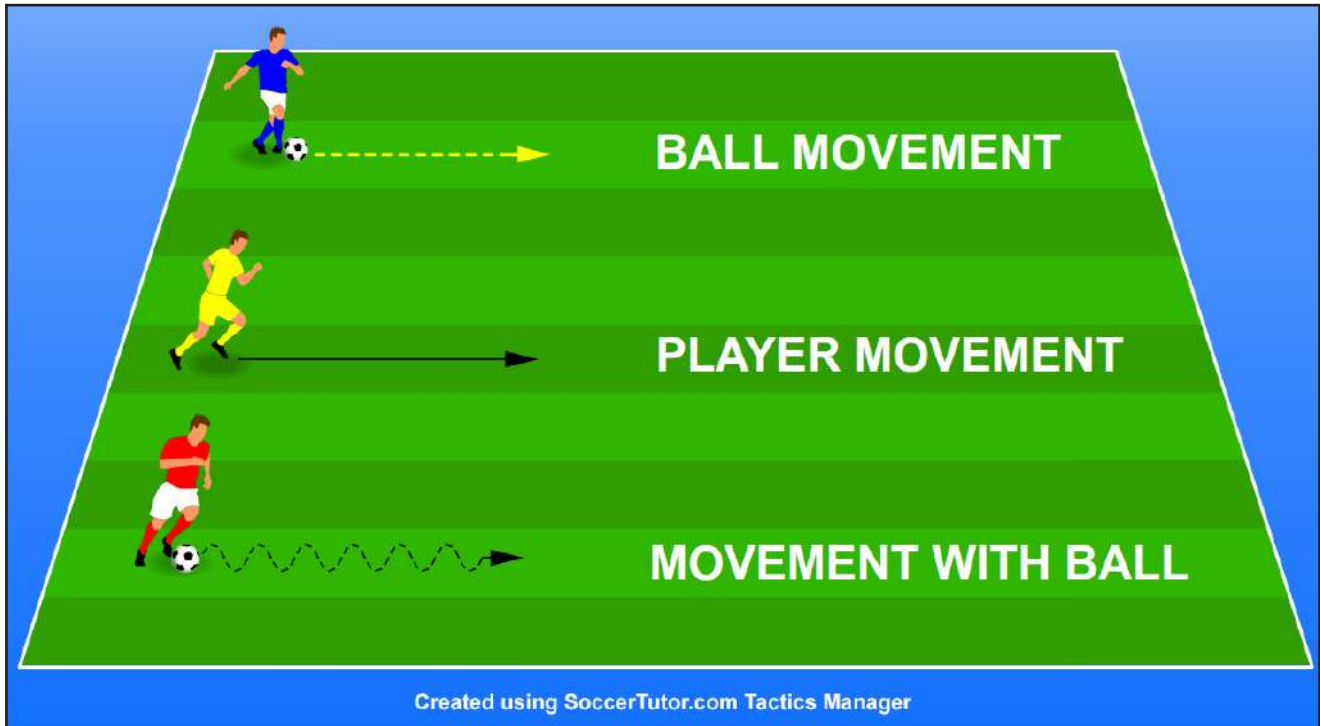 BALL MOVEMENT
PLAYER MOVEMENT
MOVEMENT WITH BALL
Created using SoccerTutor.com Tactics Manager